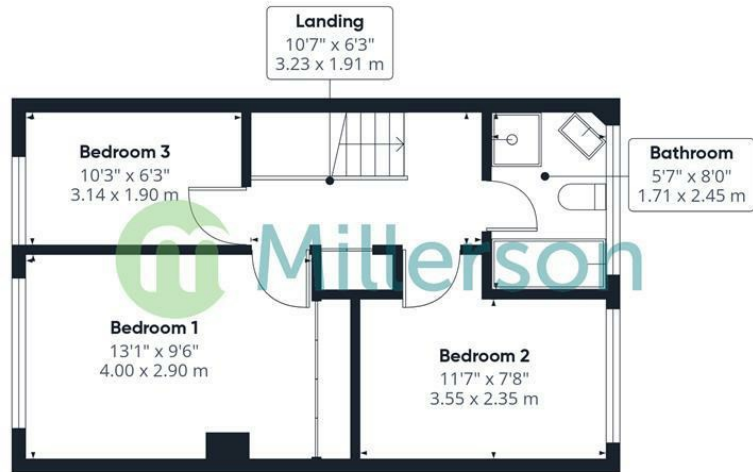 Landing
10'7" x 6'3"
3.23 x 1.91 m
Bedroom 3
10'3" x 6'3"
3.14 x 1.90 m
Bathroom
5'7" x 8'0"
1.71 x 2.45 m
Millerson
Bedroom 1
13'1" x 9'6"
4.00 x 2.90 m
Bedroom 2
11'7" x 7'8"
3.55 x 2.35 m